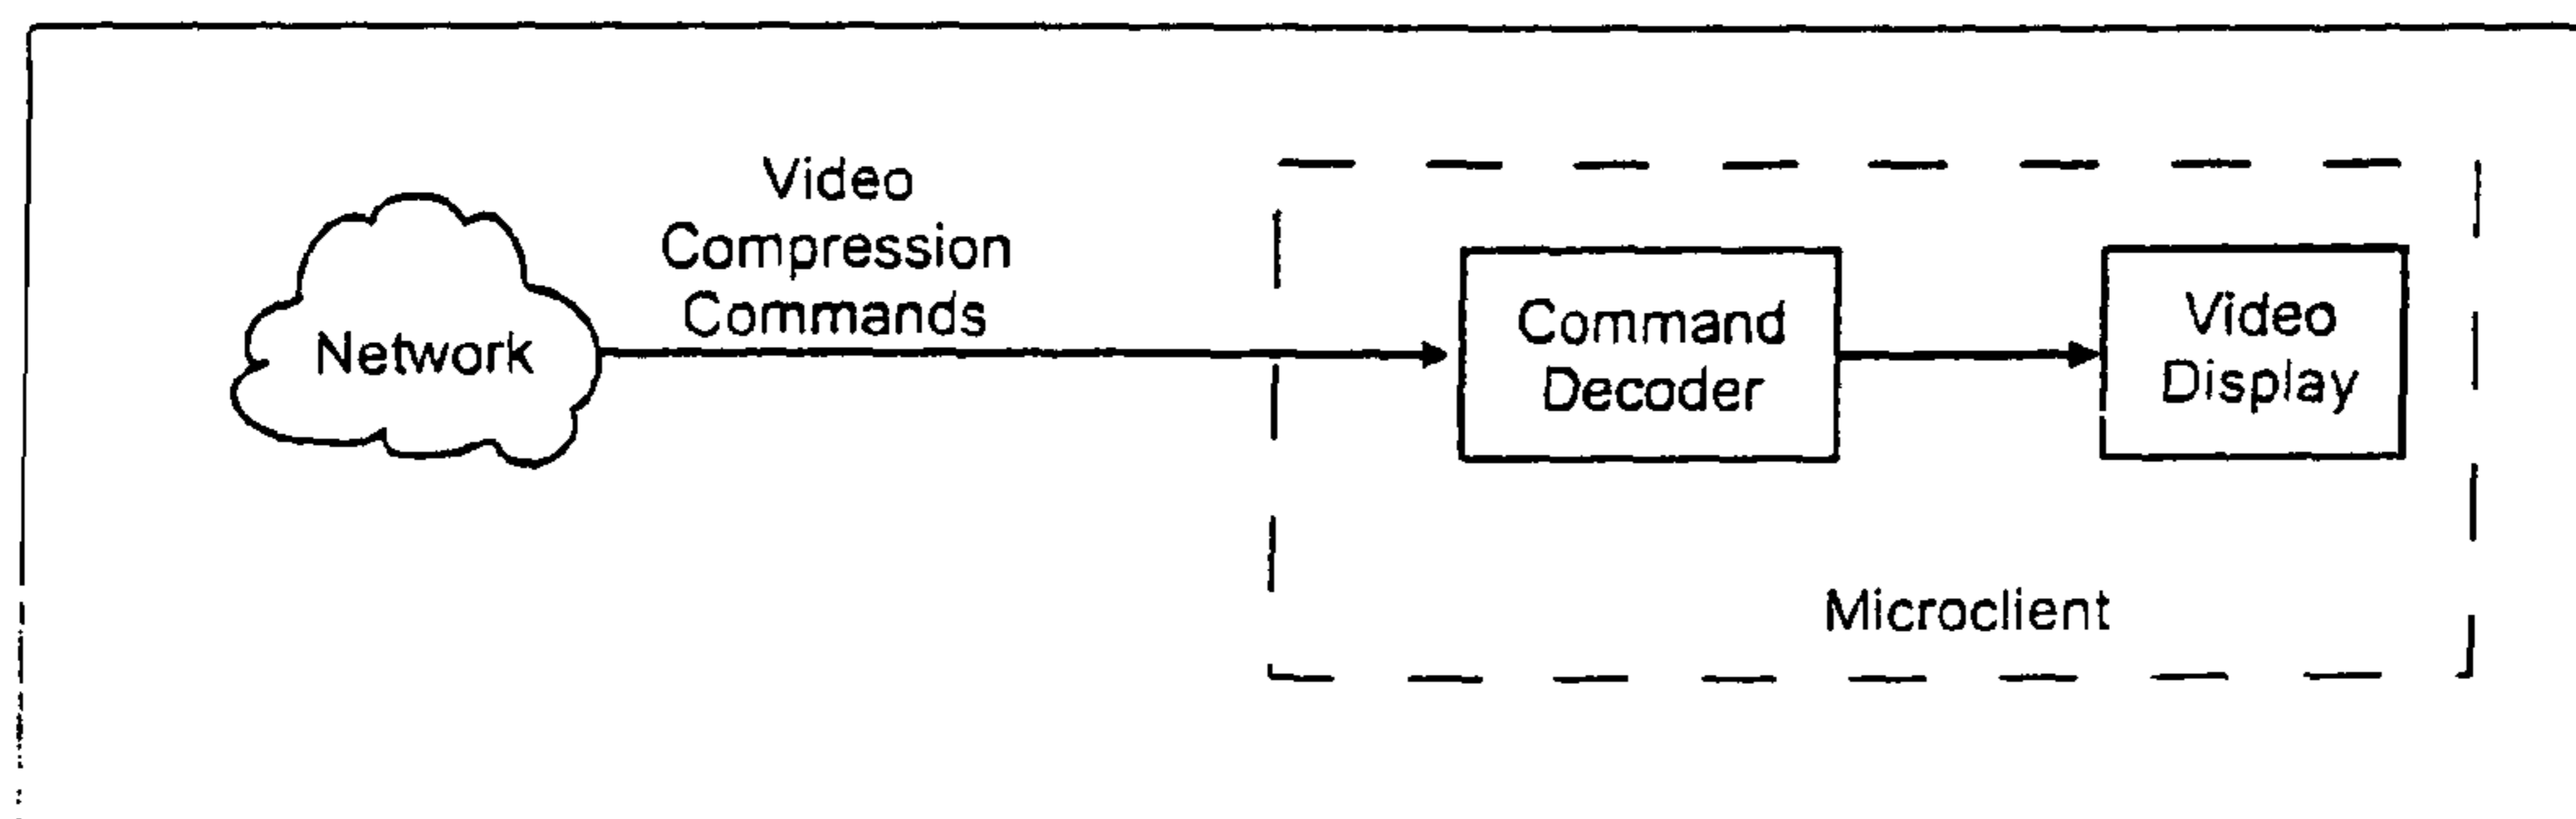 Video
Compression
Commands
Network
Command
Decoder
Video
Display
Microclient